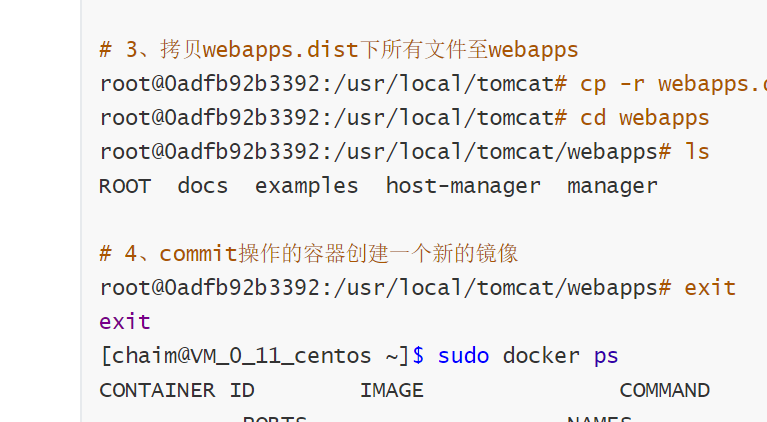 # 3、拷贝webapps.dist下所有文件至webapps
root@0adfb92b3392:/usr/local/tomcat# cp -r webapps.
root@0adfb92b3392:/usr/local/tomcat# cd webapps
root@0adfb92b3392:/usr/local/tomcat/webapps# ls
ROOT  docs  examples  host-manager  manager
# 4、commit操作的容器创建一个新的镜像
root@0adfb92b3392:/usr/local/tomcat/webapps# exit
exit
[chaim@VM_0_11_centos ~]$ sudo docker ps
CONTAINER ID        IMAGE               COMMAND
PORTS                    NAMES